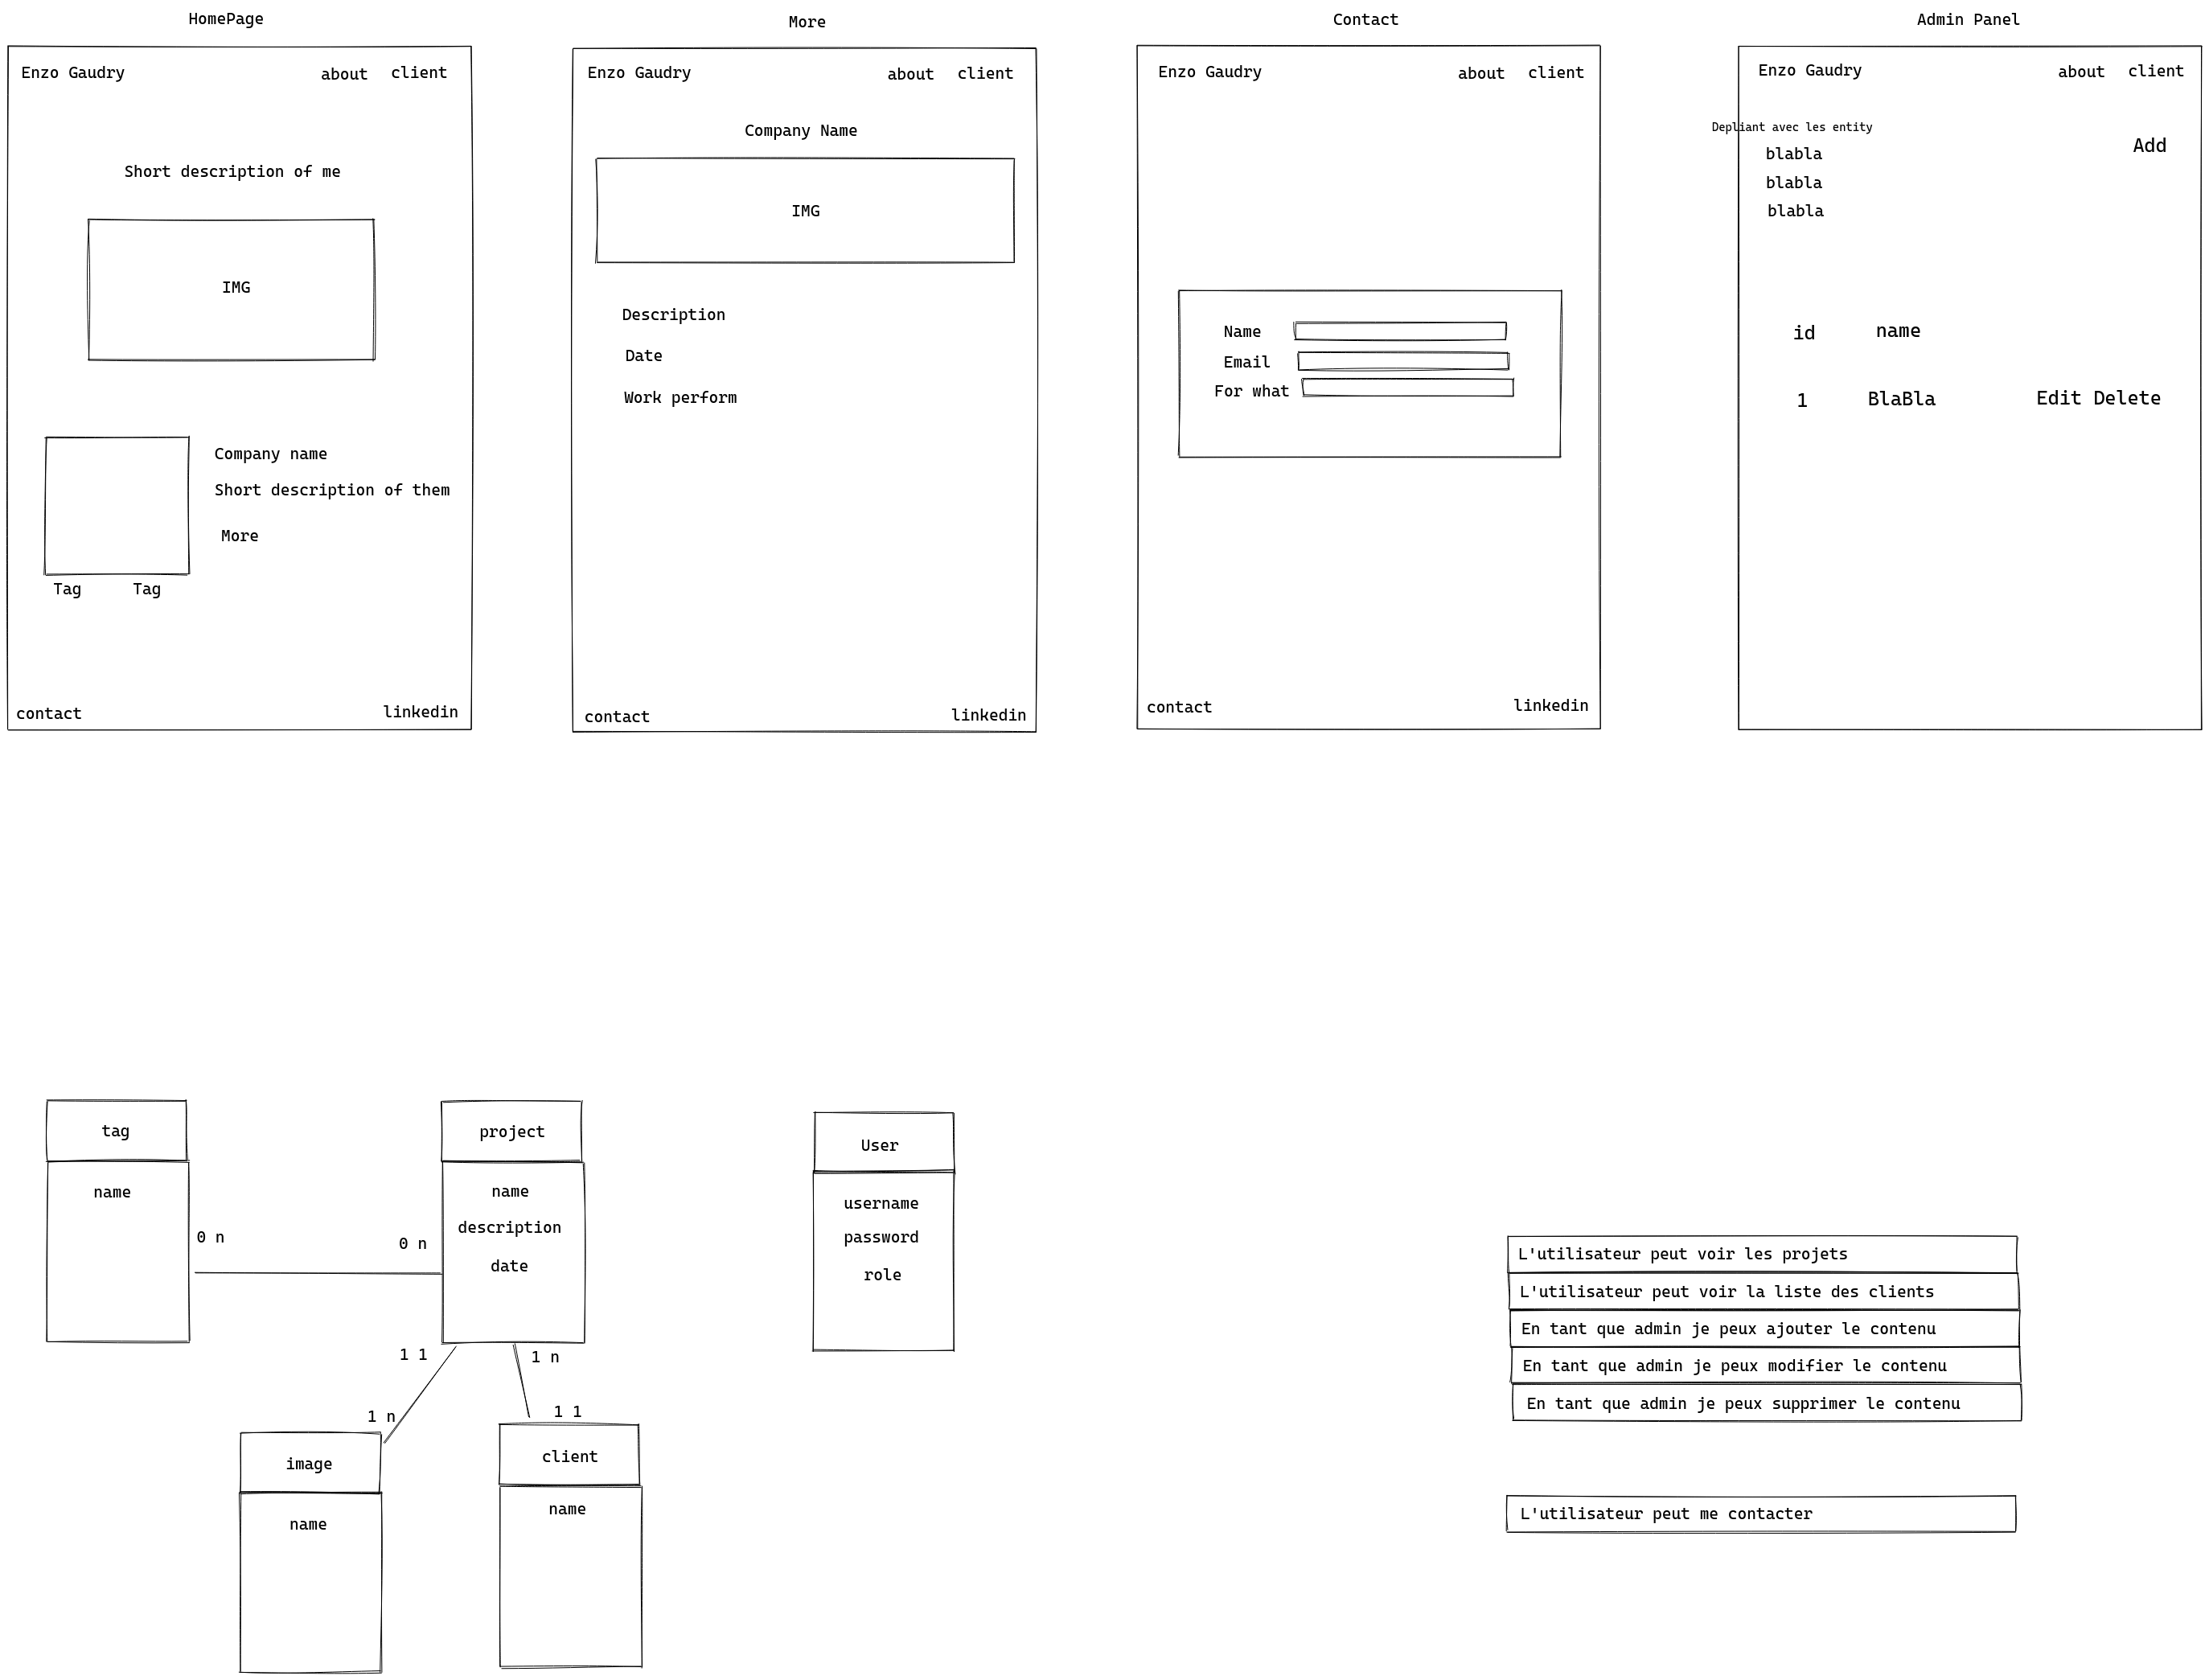 HomePage
Enzo Gaudry
about client
Short description of me
IMG
Company name
Short description of them
More
Tag Tag
contact linkedin
More
Enzo Gaudry
about client
Company Name
IMG
Description
Date
Work perform
contact linkedin
Contact
Enzo Gaudry
about client
Name
Email
For what
contact linkedin
Admin Panel
Enzo Gaudry
about client
Depliant avec les entity
Add
blabla
blabla
blabla
id name
1 BlaBla Edit Delete
tag
name
0 n
0 n
project
name
description
date
1 1
1 n
1 n
1 1
image
name
client
name
User
username
password
role
L'utilisateur peut voir les projets
L'utilisateur peut voir la liste des clients
En tant que admin je peux ajouter le contenu
En tant que admin je peux modifier le contenu
En tant que admin je peux supprimer le contenu
L'utilisateur peut me contacter